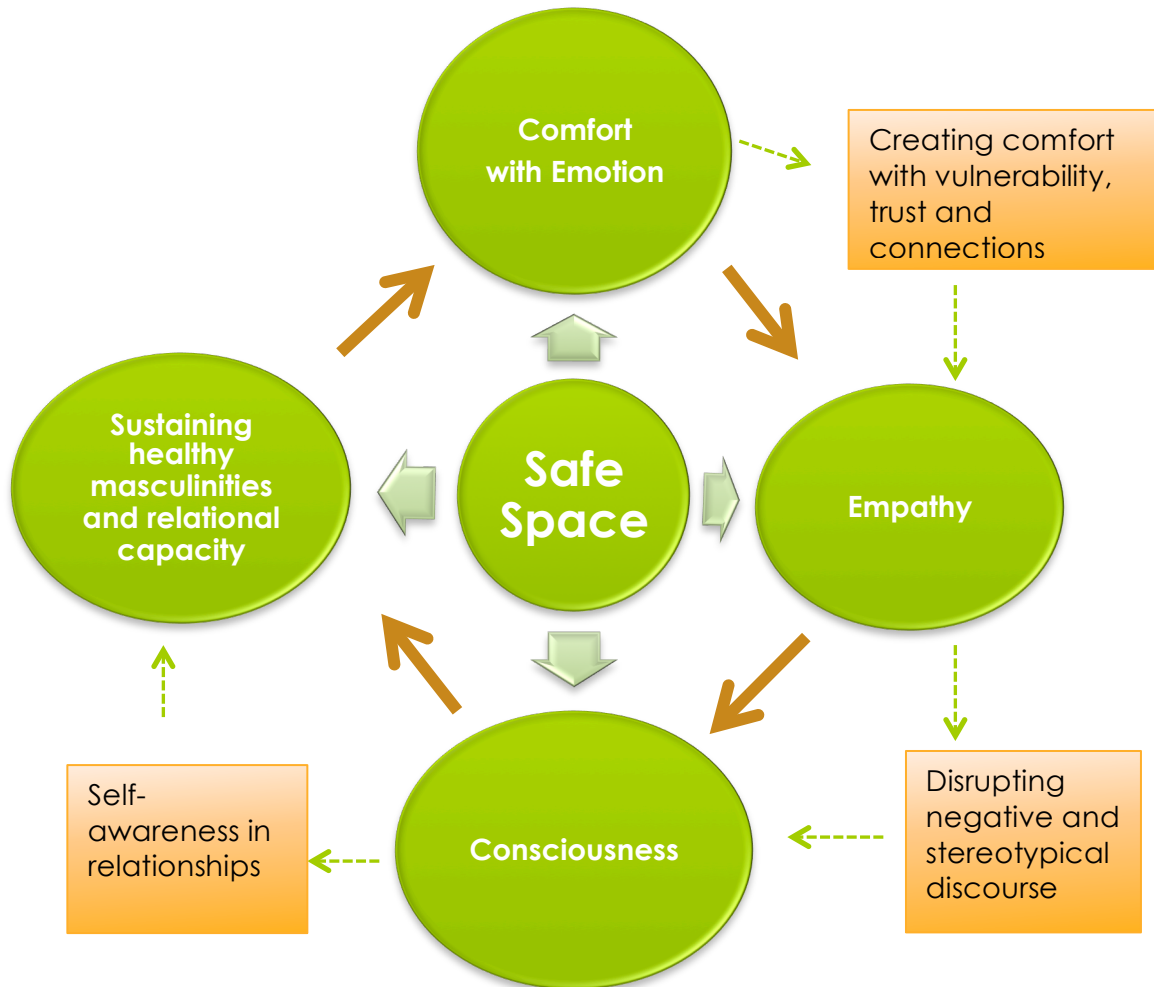 Comfort
with Emotion
Creating comfort
with vulnerability,
trust and
connections
Sustaining
healthy
masculinities
and relational
capacity
Safe
Space
Empathy
Self-
awareness in
relationships
Consciousness
Disrupting
negative and
stereotypical
discourse